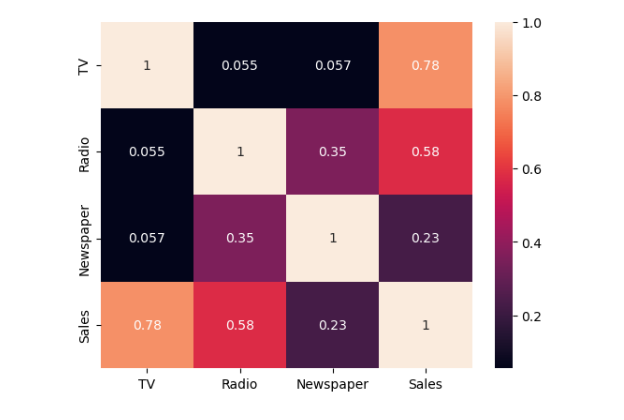 TV 1 0.055 0.057 0.78
Radio 0.055 1 0.35 0.58
Newspaper 0.057 0.35 1 0.23
Sales 0.78 0.58 0.23 1
TV Radio Newspaper Sales
1.0
0.8
0.6
0.4
0.2